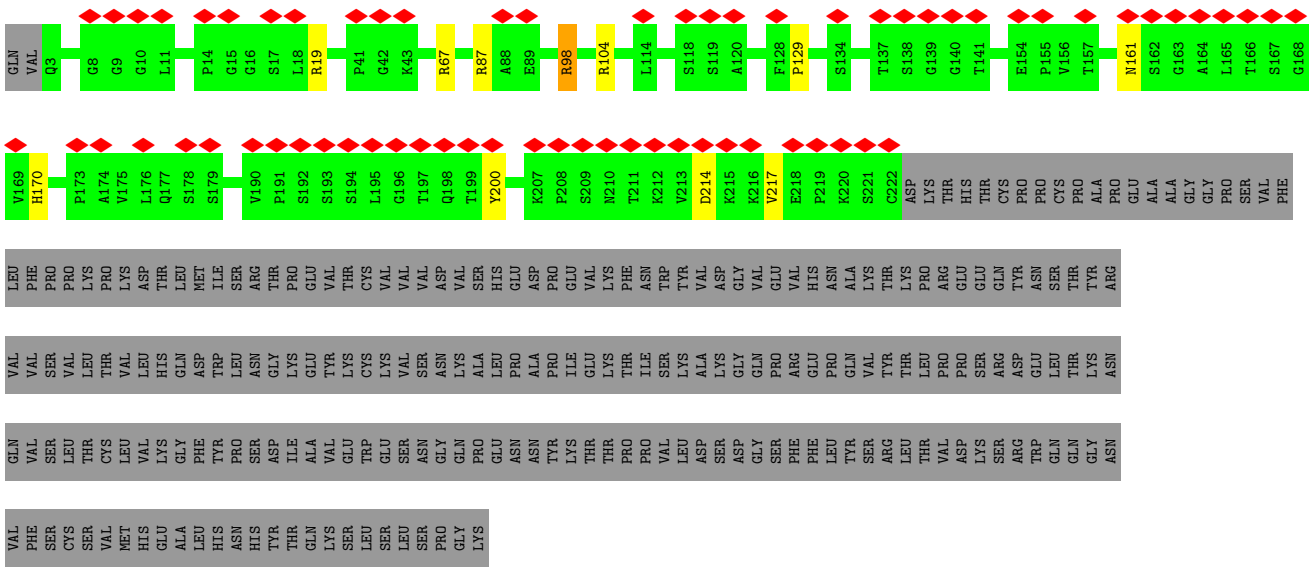 GLN VAL Q3 G8 G9 G10 L11 P14 G15 G16 S17 L18 R19 P41 G42 K43 R67 R87 A88 E89 R98 R104 L114 S118 S119 A120 F128 P129 S134 T137 S138 G139 G140 T141 E154 P155 V156 T157 N161 S162 G163 A164 L165 T166 S167 G168
V169 H170 P173 A174 V175 L176 Q177 S178 S179 V190 P191 S192 S193 S194 L195 G196 T197 Q198 T199 Y200 K207 P208 S209 N210 T211 K212 V213 D214 K215 K216 V217 E218 P219 K220 S221 C222 ASP LYS THR HIS THR CYS PRO PRO CYS PRO ALA PRO GLU ALA ALA GLY GLY PRO SER VAL PHE
LEU PHE PRO PRO LYS PRO LYS ASP THR LEU MET ILE SER ARG THR PRO GLU VAL THR CYS VAL VAL VAL ASP VAL SER HIS GLU ASP PRO GLU VAL LYS PHE ASN TRP TYR VAL ASP GLY VAL GLU VAL HIS ASN ALA LYS THR LYS PRO ARG GLU GLU GLN TYR ASN SER THR TYR ARG
VAL VAL SER VAL LEU THR VAL LEU HIS GLN ASP TRP LEU ASN GLY LYS GLU TYR LYS CYS LYS VAL SER ASN LYS ALA LEU PRO ALA PRO ILE GLU LYS THR ILE SER LYS ALA LYS GLY GLN PRO ARG GLU PRO GLN VAL TYR THR LEU PRO PRO SER ARG ASP GLU LEU THR LYS ASN
GLN VAL SER LEU THR CYS LEU VAL LYS GLY PHE TYR PRO SER ASP ILE ALA VAL GLU TRP GLU SER ASN GLY GLN PRO GLU ASN ASN TYR LYS THR THR PRO PRO VAL LEU ASP SER ASP GLY SER PHE PHE LEU TYR SER ARG LEU THR VAL ASP LYS SER ARG TRP GLN GLN GLY ASN
VAL PHE SER CYS SER VAL MET HIS GLU ALA LEU HIS ASN HIS TYR THR GLN LYS SER LEU SER LEU SER PRO GLY LYS